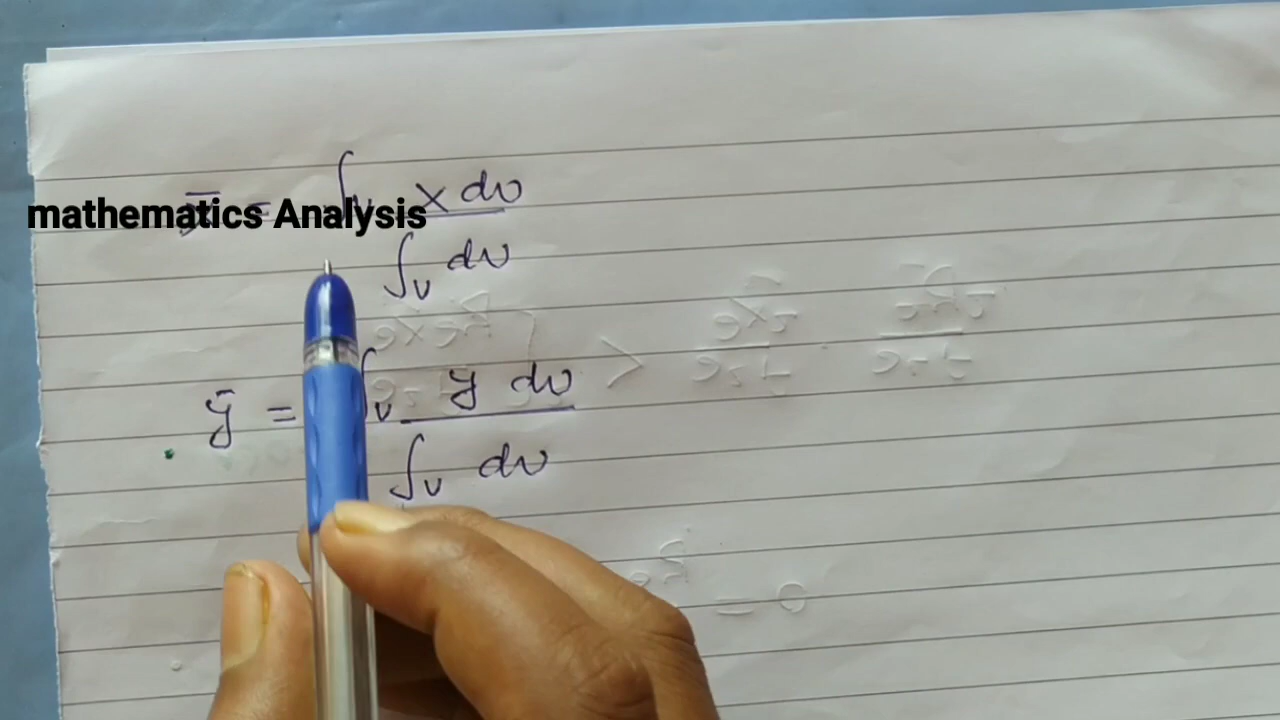 x̄ = ∫v x dv
mathematics Analysis
∫v dv
ȳ = ∫v y dv
∫v dv